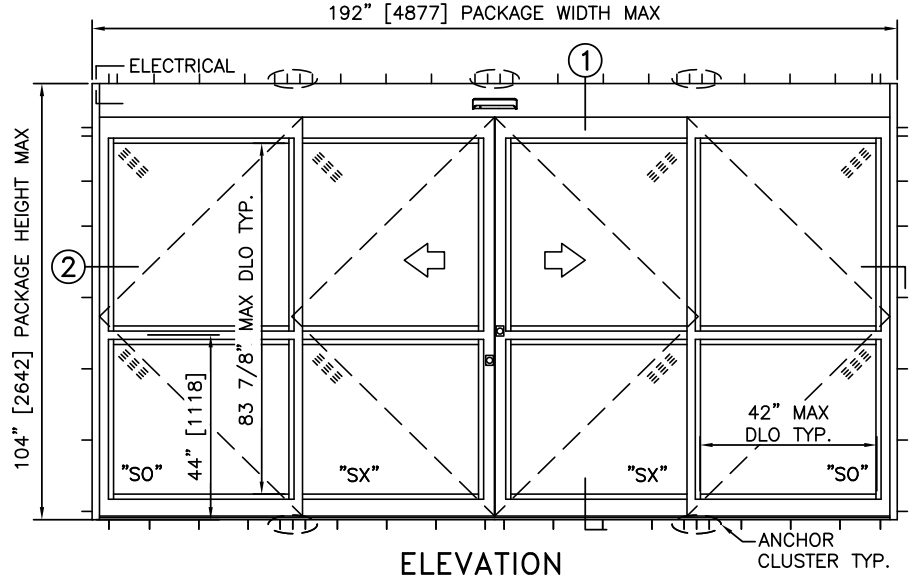 192" [4877] PACKAGE WIDTH MAX
ELECTRICAL
1
104" [2642] PACKAGE HEIGHT MAX
2
83 7/8" MAX DLO TYP.
44" [1118]
42" MAX
DLO TYP.
"SO"
"SX"
"SX"
"SO"
ANCHOR
CLUSTER TYP.
ELEVATION